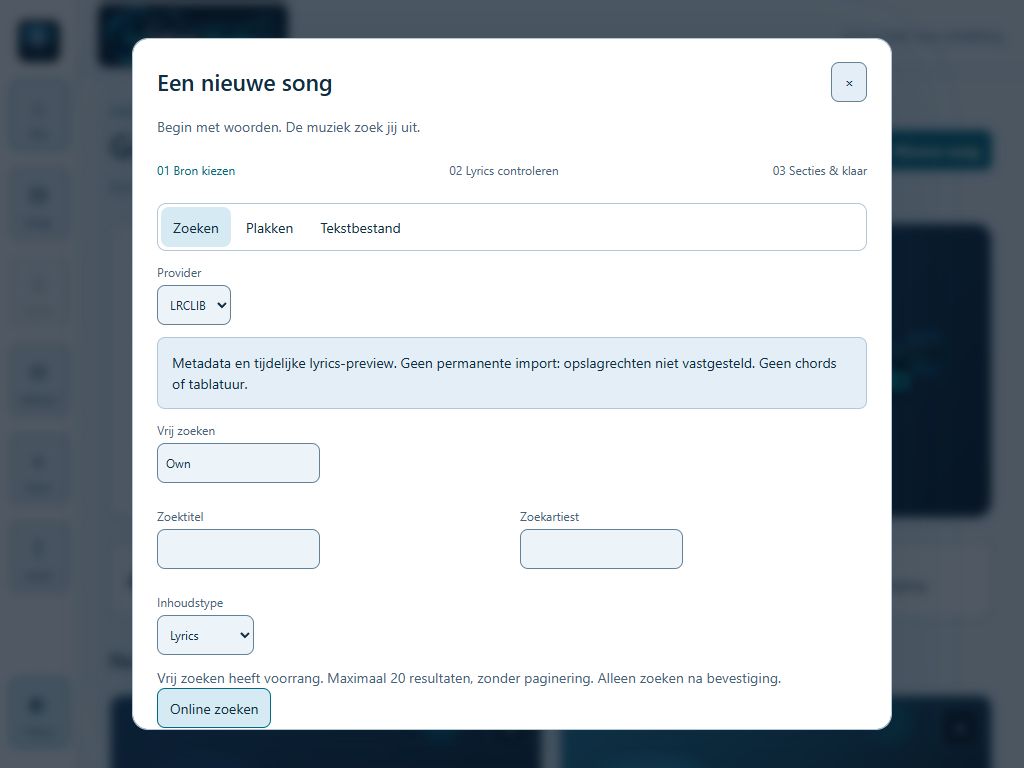 Een nieuwe song
×
Begin met woorden. De muziek zoek jij uit.
01 Bron kiezen
02 Lyrics controleren
03 Secties & klaar
Zoeken
Plakken
Tekstbestand
Provider
LRCLIB
Metadata en tijdelijke lyrics-preview. Geen permanente import: opslagrechten niet vastgesteld. Geen chords
of tablatuur.
Vrij zoeken
Own
Zoektitel
Zoekartiest
Inhoudstype
Lyrics
Vrij zoeken heeft voorrang. Maximaal 20 resultaten, zonder paginering. Alleen zoeken na bevestiging.
Online zoeken